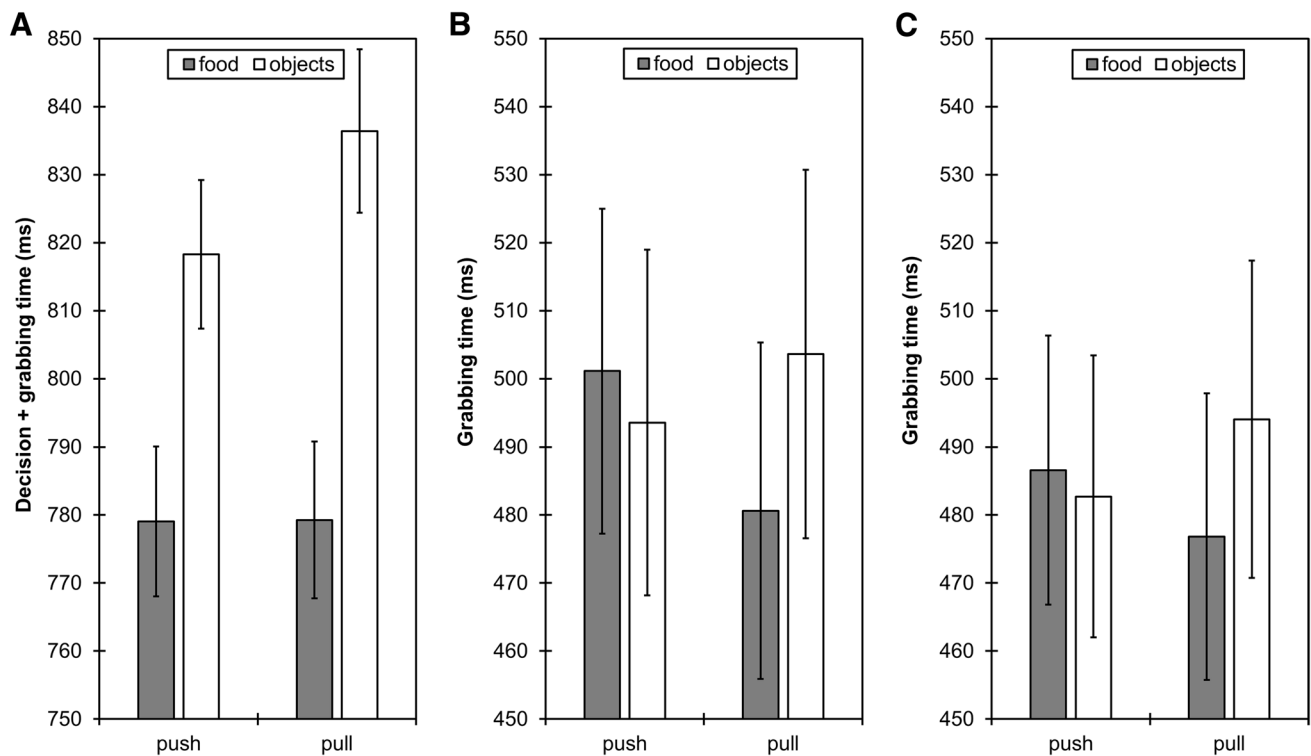 A
Decision + grabbing time (ms)
850
840
830
820
810
800
790
780
770
760
750
food objects
push pull
B
Grabbing time (ms)
550
540
530
520
510
500
490
480
470
460
450
food objects
push pull
C
Grabbing time (ms)
550
540
530
520
510
500
490
480
470
460
450
food objects
push pull